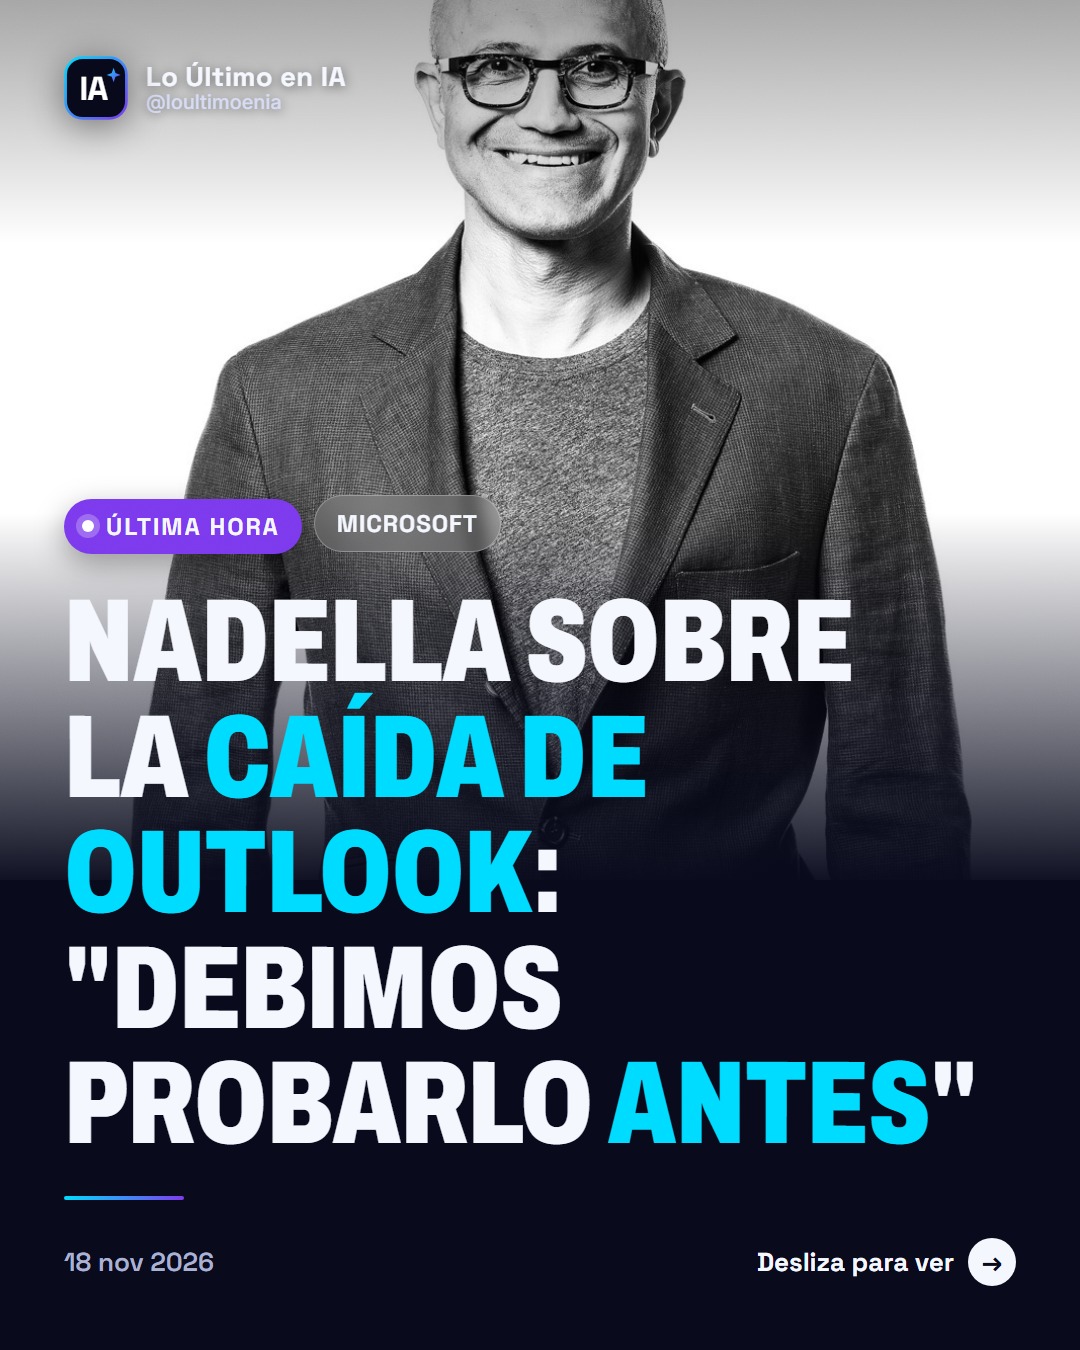 IA
Lo Último en IA
@loultimoenia
ÚLTIMA HORA
MICROSOFT
NADELLA SOBRE
LA CAÍDA DE
OUTLOOK:
"DEBIMOS
PROBARLO ANTES"
18 nov 2026
Desliza para ver →